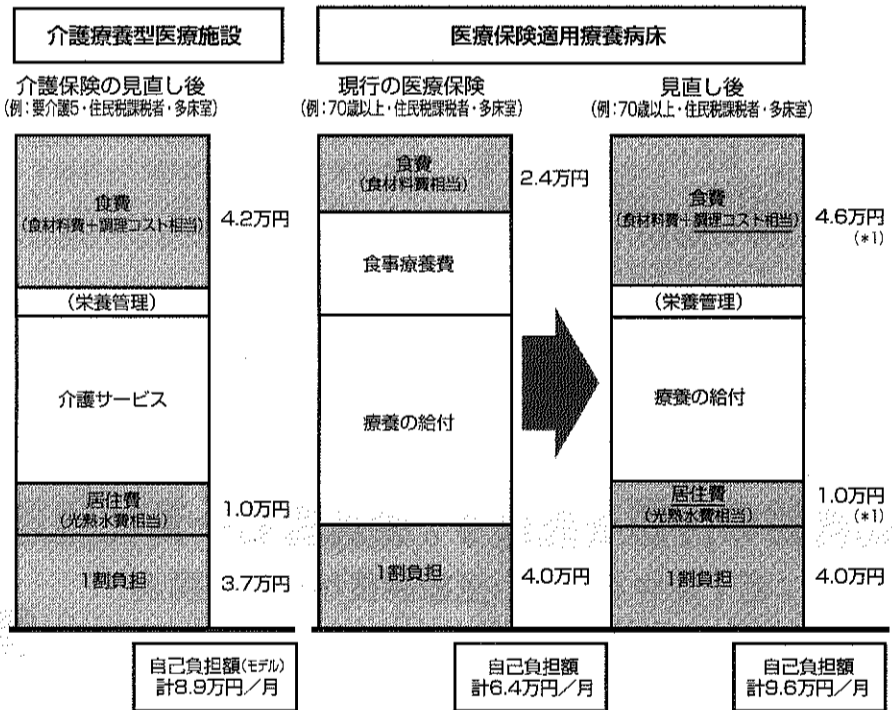 介護療養型医療施設
医療保険適用療養病床
介護保険の見直し後
(例:要介護5・住民税課税者・多床室)
食費
(食材料費+調理コスト相当)
4.2万円
(栄養管理)
介護サービス
居住費
(光熱水費相当)
1.0万円
1割負担
3.7万円
自己負担額(モデル)
計8.9万円/月
現行の医療保険
(例:70歳以上・住民税課税者・多床室)
食費
(食材料費相当)
2.4万円
食事療養費
療養の給付
1割負担
4.0万円
自己負担額
計6.4万円/月
見直し後
(例:70歳以上・住民税課税者・多床室)
食費
(食材料費+調理コスト相当)
4.6万円
(*1)
(栄養管理)
療養の給付
居住費
(光熱水費相当)
1.0万円
(*1)
1割負担
4.0万円
自己負担額
計9.6万円/月